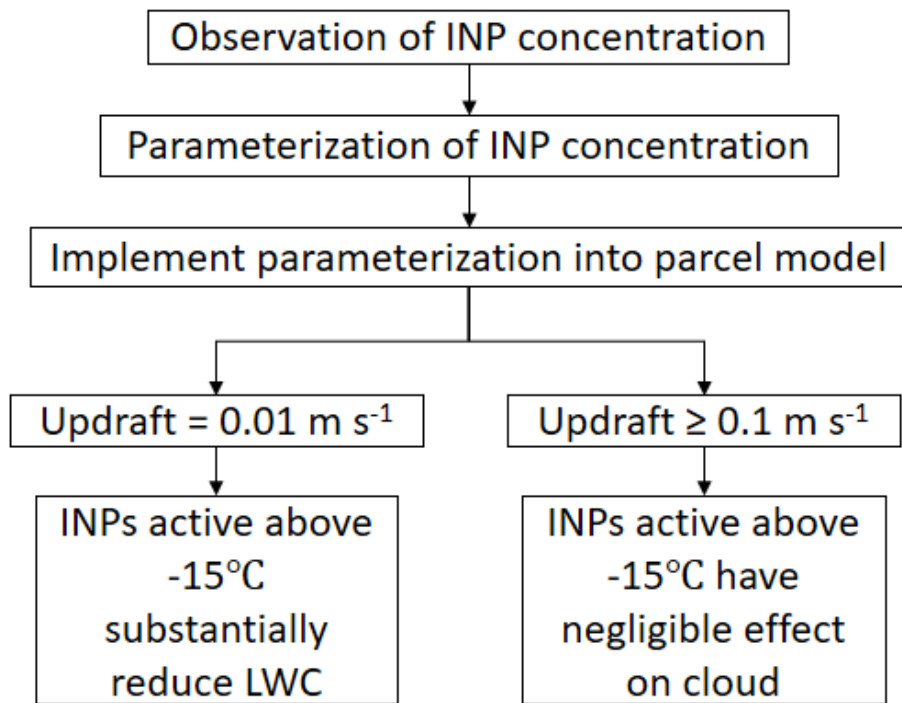 Observation of INP concentration
Parameterization of INP concentration
Implement parameterization into parcel model
Updraft = 0.01 m s⁻¹
Updraft ≥ 0.1 m s⁻¹
INPs active above
-15℃
substantially
reduce LWC
INPs active above
-15℃ have
negligible effect
on cloud